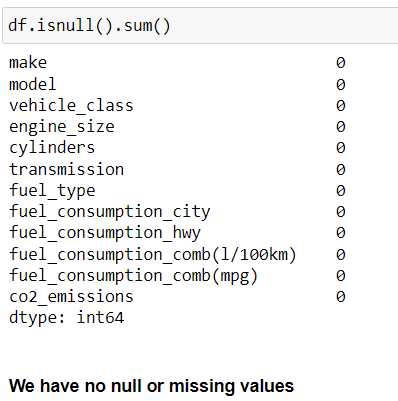 df.isnull().sum()
make 0
model 0
vehicle_class 0
engine_size 0
cylinders 0
transmission 0
fuel_type 0
fuel_consumption_city 0
fuel_consumption_hwy 0
fuel_consumption_comb(l/100km) 0
fuel_consumption_comb(mpg) 0
co2_emissions 0
dtype: int64
We have no null or missing values